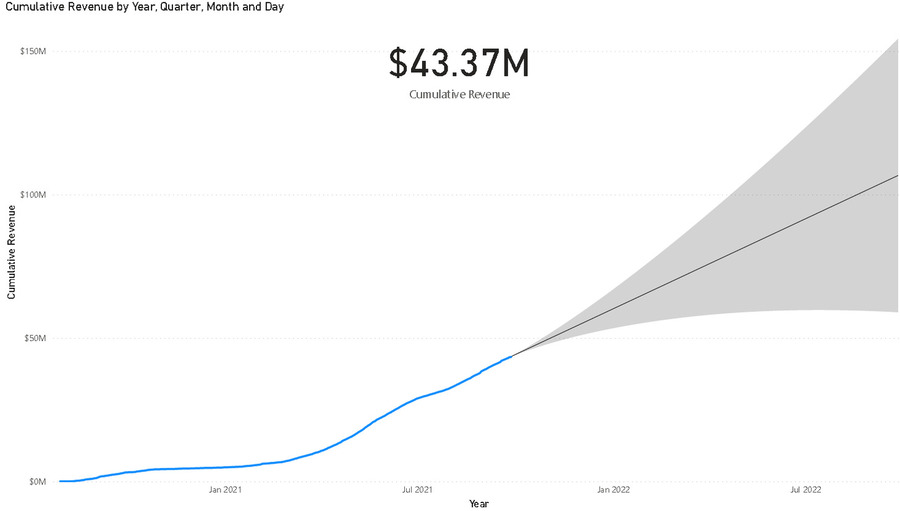 Cumulative Revenue by Year, Quarter, Month and Day
$43.37M
Cumulative Revenue
$150M
$100M
$50M
$0M
Cumulative Revenue
Jan 2021
Jul 2021
Jan 2022
Jul 2022
Year